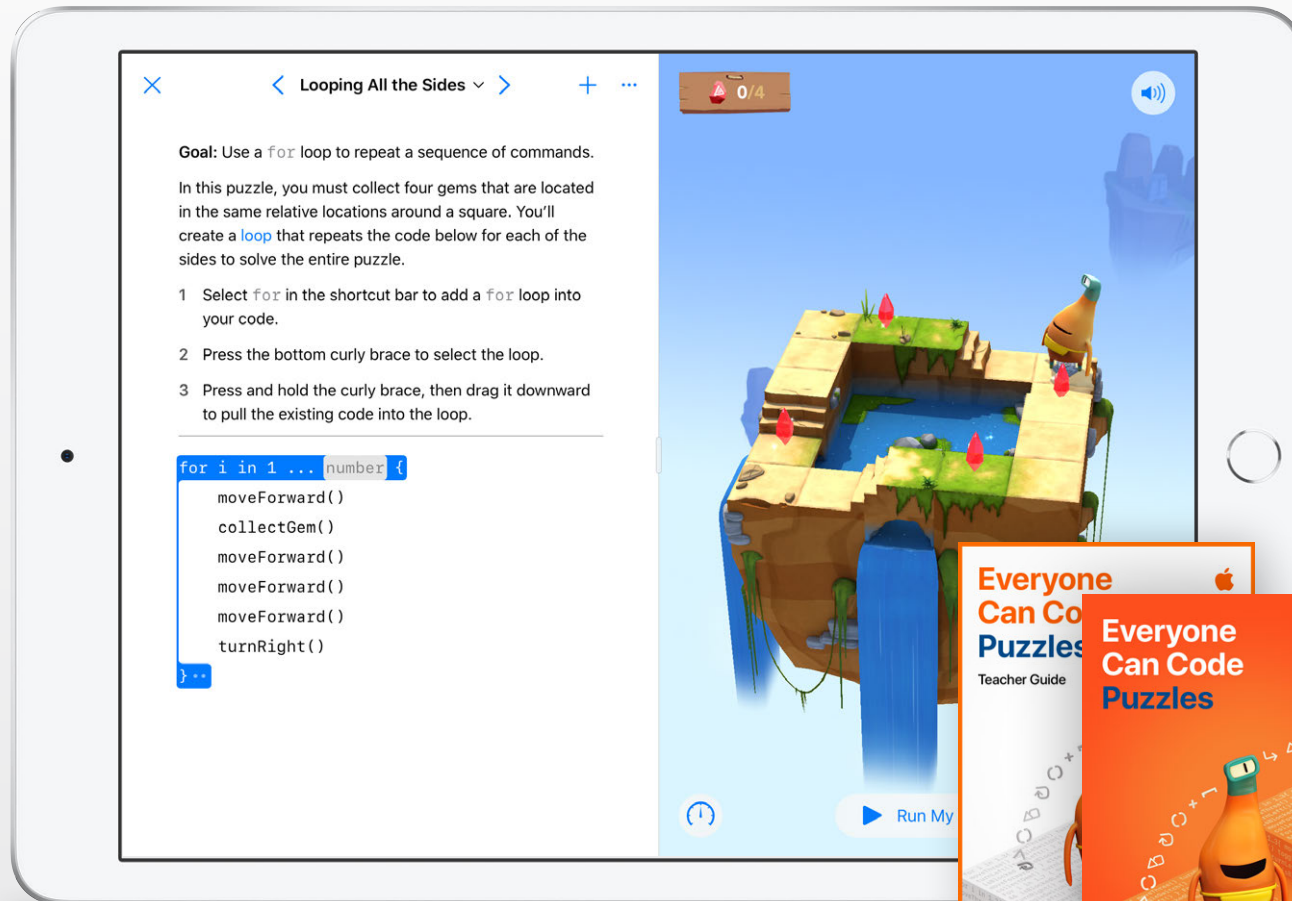 Looping All the Sides
0/4
Goal: Use a for loop to repeat a sequence of commands.
In this puzzle, you must collect four gems that are located
in the same relative locations around a square. You'll
create a loop that repeats the code below for each of the
sides to solve the entire puzzle.
1 Select for in the shortcut bar to add a for loop into
your code.
2 Press the bottom curly brace to select the loop.
3 Press and hold the curly brace, then drag it downward
to pull the existing code into the loop.
for i in 1 ... number {
moveForward()
collectGem()
moveForward()
moveForward()
moveForward()
turnRight()
}
Run My
Everyone
Can Co
Puzzles
Teacher Guide
Everyone
Can Code
Puzzles